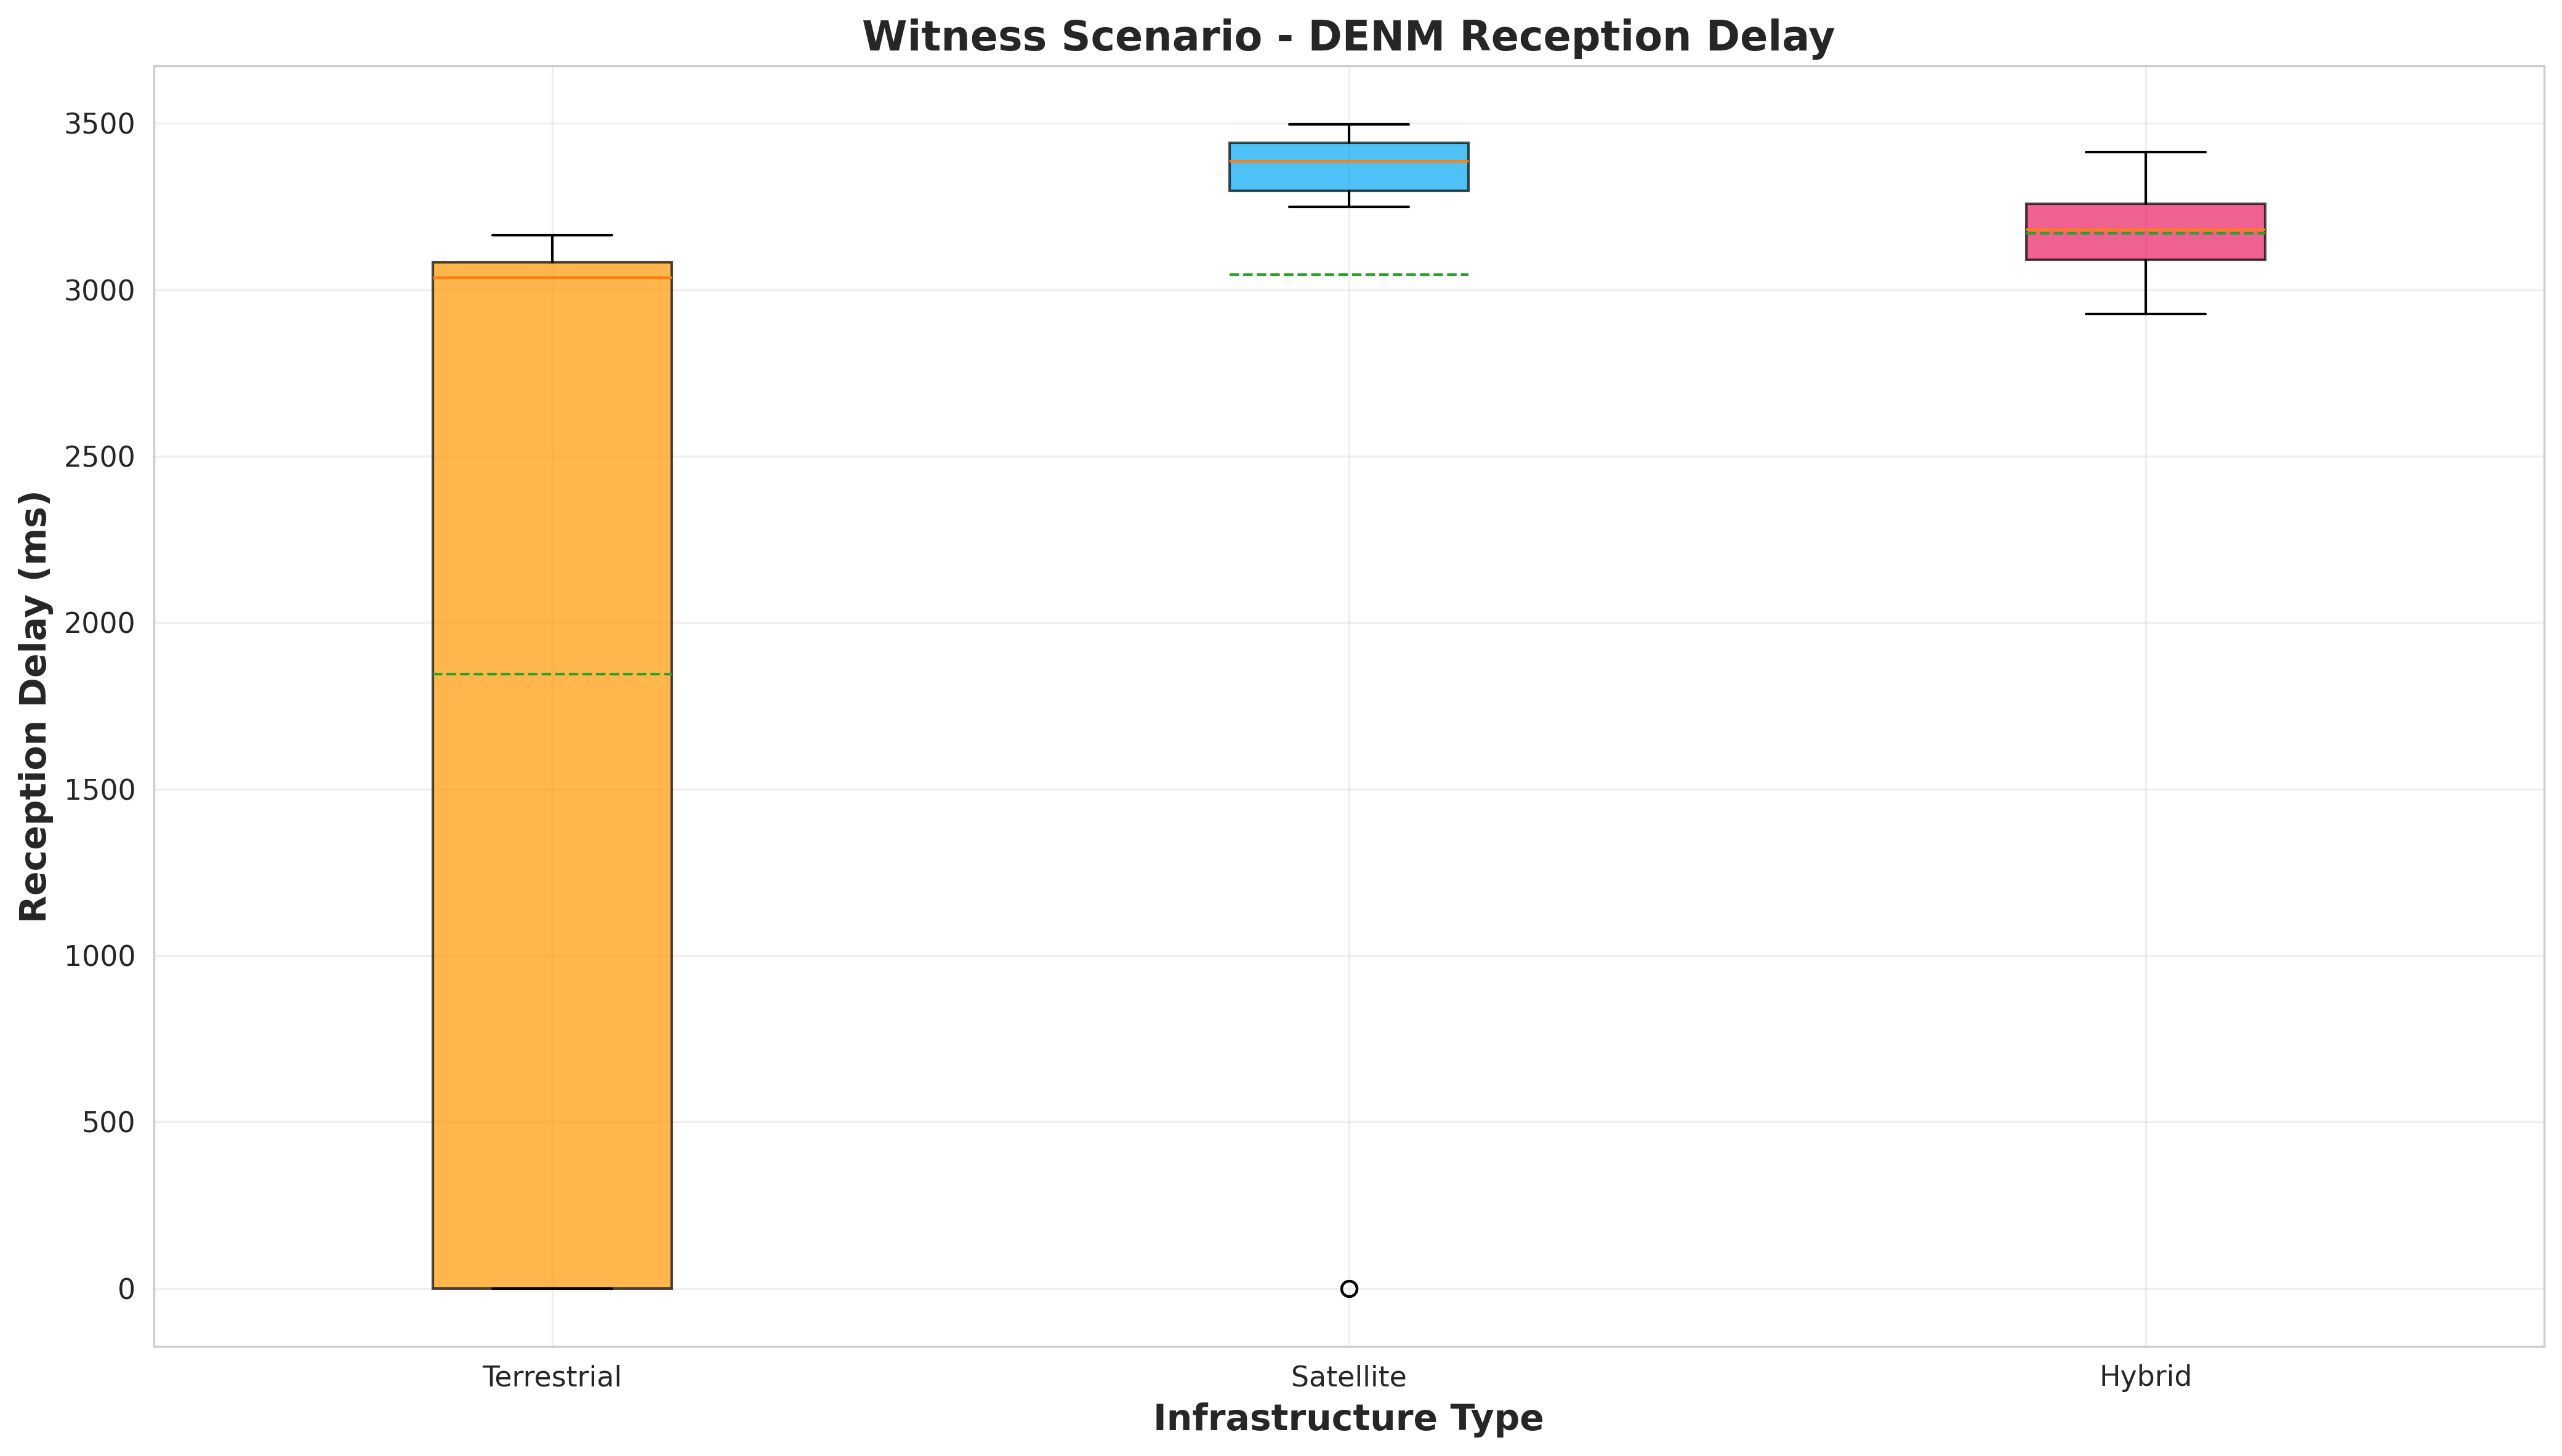 Witness Scenario - DENM Reception Delay
Reception Delay (ms)
3500
3000
2500
2000
1500
1000
500
0
Terrestrial
Satellite
Hybrid
Infrastructure Type